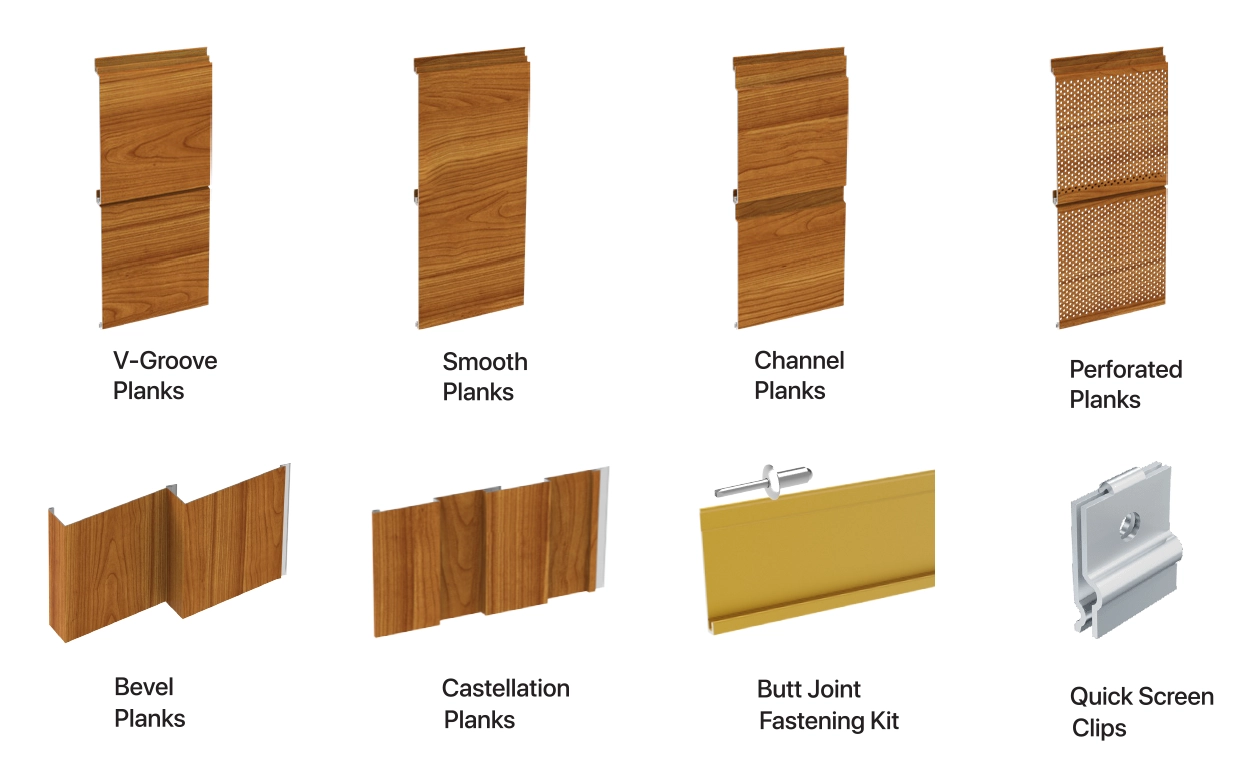 V-Groove
Planks
Smooth
Planks
Channel
Planks
Perforated
Planks
Bevel
Planks
Castellation
Planks
Butt Joint
Fastening Kit
Quick Screen
Clips